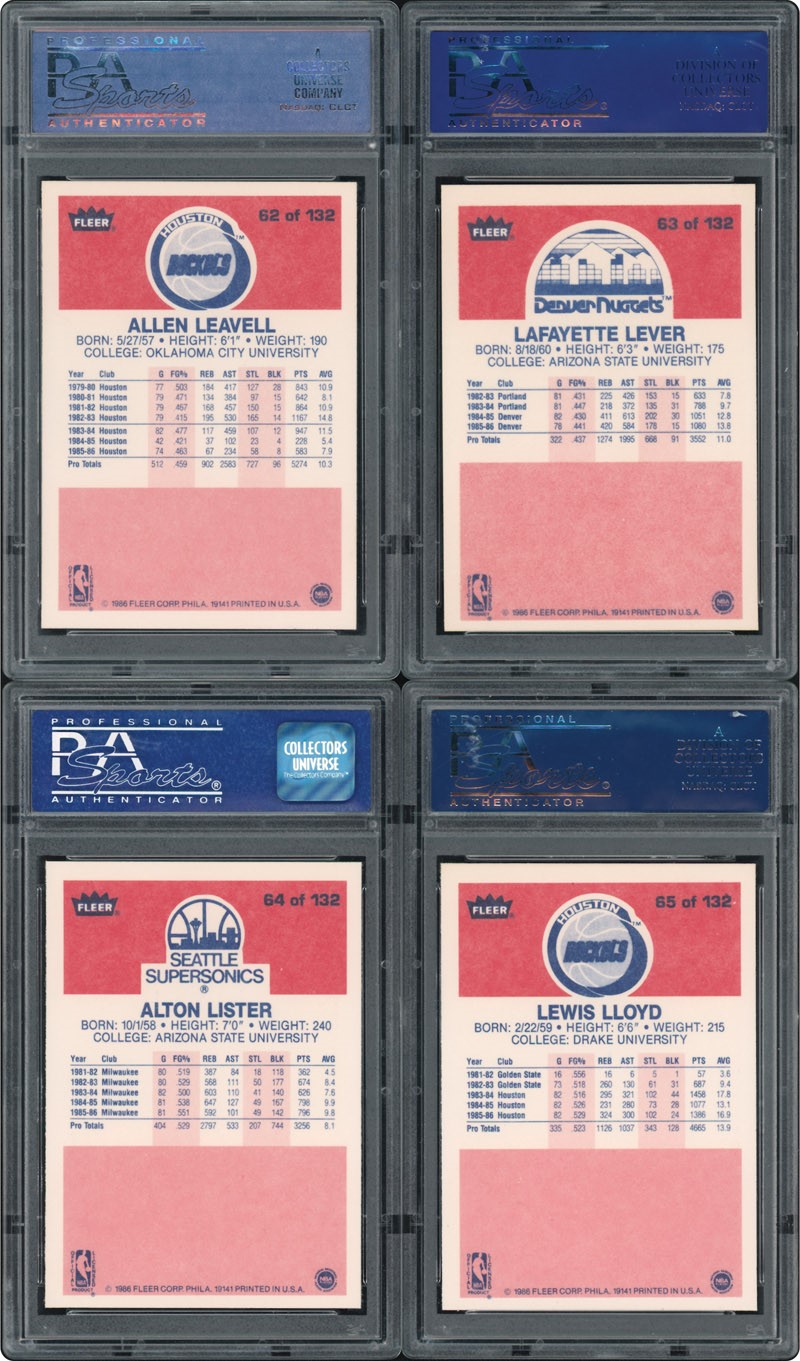 PROFESSIONAL
PSA
Sports
AUTHENTICATOR
A
COLLECTORS
UNIVERSE
COMPANY
NASDAQ: CLCT
FLEER®
62 of 132
HOUSTON
ROCKETS
TM
ALLEN LEAVELL
BORN: 5/27/57 • HEIGHT: 6'1" • WEIGHT: 190
COLLEGE: OKLAHOMA CITY UNIVERSITY
Year Club G FG% REB AST STL BLK PTS AVG
1979-80 Houston 77 .503 184 417 127 28 843 10.9
1980-81 Houston 79 .471 134 384 97 15 642 8.1
1981-82 Houston 79 .467 168 457 150 15 864 10.9
1982-83 Houston 79 .415 195 530 165 14 1167 14.8
1983-84 Houston 82 .477 117 459 107 12 947 11.5
1984-85 Houston 42 .421 37 102 23 4 228 5.4
1985-86 Houston 74 .463 67 234 58 8 583 7.9
Pro Totals 512 .459 902 2583 727 96 5274 10.3
© 1986 FLEER CORP. PHILA. 19141 PRINTED IN U.S.A.
PROFESSIONAL
PSA
Sports
AUTHENTICATOR
A
DIVISION OF
COLLECTORS
UNIVERSE
NASDAQ: CLCT
FLEER®
63 of 132
DENVER NUGGETS™
LAFAYETTE LEVER
BORN: 8/18/60 • HEIGHT: 6'3" • WEIGHT: 175
COLLEGE: ARIZONA STATE UNIVERSITY
Year Club G FG% REB AST STL BLK PTS AVG
1982-83 Portland 81 .431 225 426 153 15 633 7.8
1983-84 Portland 81 .447 218 372 135 31 788 9.7
1984-85 Denver 82 .430 411 613 202 30 1051 12.8
1985-86 Denver 78 .441 420 584 178 15 1080 13.8
Pro Totals 322 .437 1274 1995 668 91 3552 11.0
© 1986 FLEER CORP. PHILA. 19141 PRINTED IN U.S.A.
PROFESSIONAL
PSA
Sports®
AUTHENTICATOR
COLLECTORS
UNIVERSE
The Collectors Company™
FLEER®
64 of 132
SEATTLE
SUPERSONICS
®
ALTON LISTER
BORN: 10/1/58 • HEIGHT: 7'0" • WEIGHT: 240
COLLEGE: ARIZONA STATE UNIVERSITY
Year Club G FG% REB AST STL BLK PTS AVG
1981-82 Milwaukee 80 .519 387 84 18 118 362 4.5
1982-83 Milwaukee 80 .529 568 111 50 177 674 8.4
1983-84 Milwaukee 82 .500 603 110 41 140 626 7.6
1984-85 Milwaukee 81 .538 647 127 49 167 798 9.9
1985-86 Milwaukee 81 .551 592 101 49 142 796 9.8
Pro Totals 404 .529 2797 533 207 744 3256 8.1
© 1986 FLEER CORP. PHILA. 19141 PRINTED IN U.S.A.
PROFESSIONAL
PSA
Sports
AUTHENTICATOR
A
DIVISION OF
COLLECTORS
UNIVERSE
NASDAQ: CLCT
FLEER®
65 of 132
HOUSTON
ROCKETS
TM
LEWIS LLOYD
BORN: 2/22/59 • HEIGHT: 6'6" • WEIGHT: 215
COLLEGE: DRAKE UNIVERSITY
Year Club G FG% REB AST STL BLK PTS AVG
1981-82 Golden State 16 .556 16 6 5 1 57 3.6
1982-83 Golden State 73 .518 260 130 61 31 687 9.4
1983-84 Houston 82 .516 295 321 102 44 1458 17.8
1984-85 Houston 82 .526 231 280 73 28 1077 13.1
1985-86 Houston 82 .529 324 300 102 24 1386 16.9
Pro Totals 335 .523 1126 1037 343 128 4665 13.9
© 1986 FLEER CORP. PHILA. 19141 PRINTED IN U.S.A.